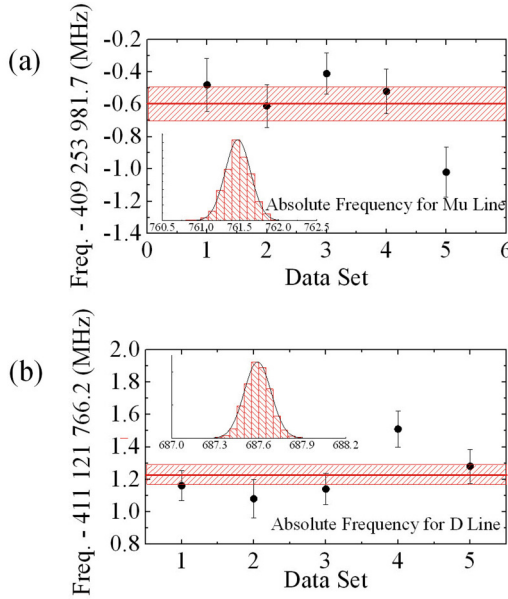 (a)
Freq. - 409 253 981.7 (MHz)
-0.2
-0.4
-0.6
-0.8
-1.0
-1.2
-1.4
760.5 761.0 761.5 762.0 762.5
Absolute Frequency for Mu Line
0 1 2 3 4 5 6
Data Set
(b)
Freq. - 411 121 766.2 (MHz)
2.0
1.8
1.6
1.4
1.2
1.0
0.8
687.0 687.3 687.6 687.9 688.2
Absolute Frequency for D Line
1 2 3 4 5
Data Set